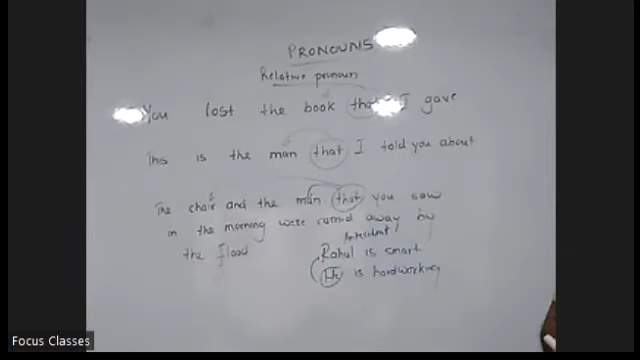 PRONOUNS
Relative pronoun
You lost the book that I gave
This is the man that I told you about
The chair and the man that you saw
in the morning were carried away by
the flood
Antecedent
Rahul is smart
He is hardworking
Focus Classes